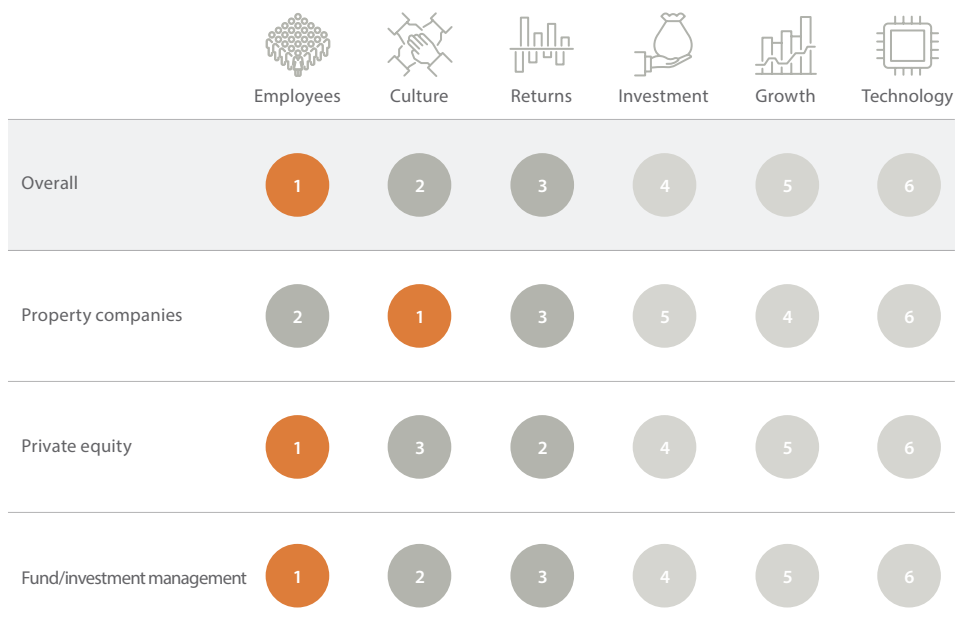 Employees Culture Returns Investment Growth Technology
Overall 1 2 3 4 5 6
Property companies 2 1 3 5 4 6
Private equity 1 3 2 4 5 6
Fund/investment management 1 2 3 4 5 6